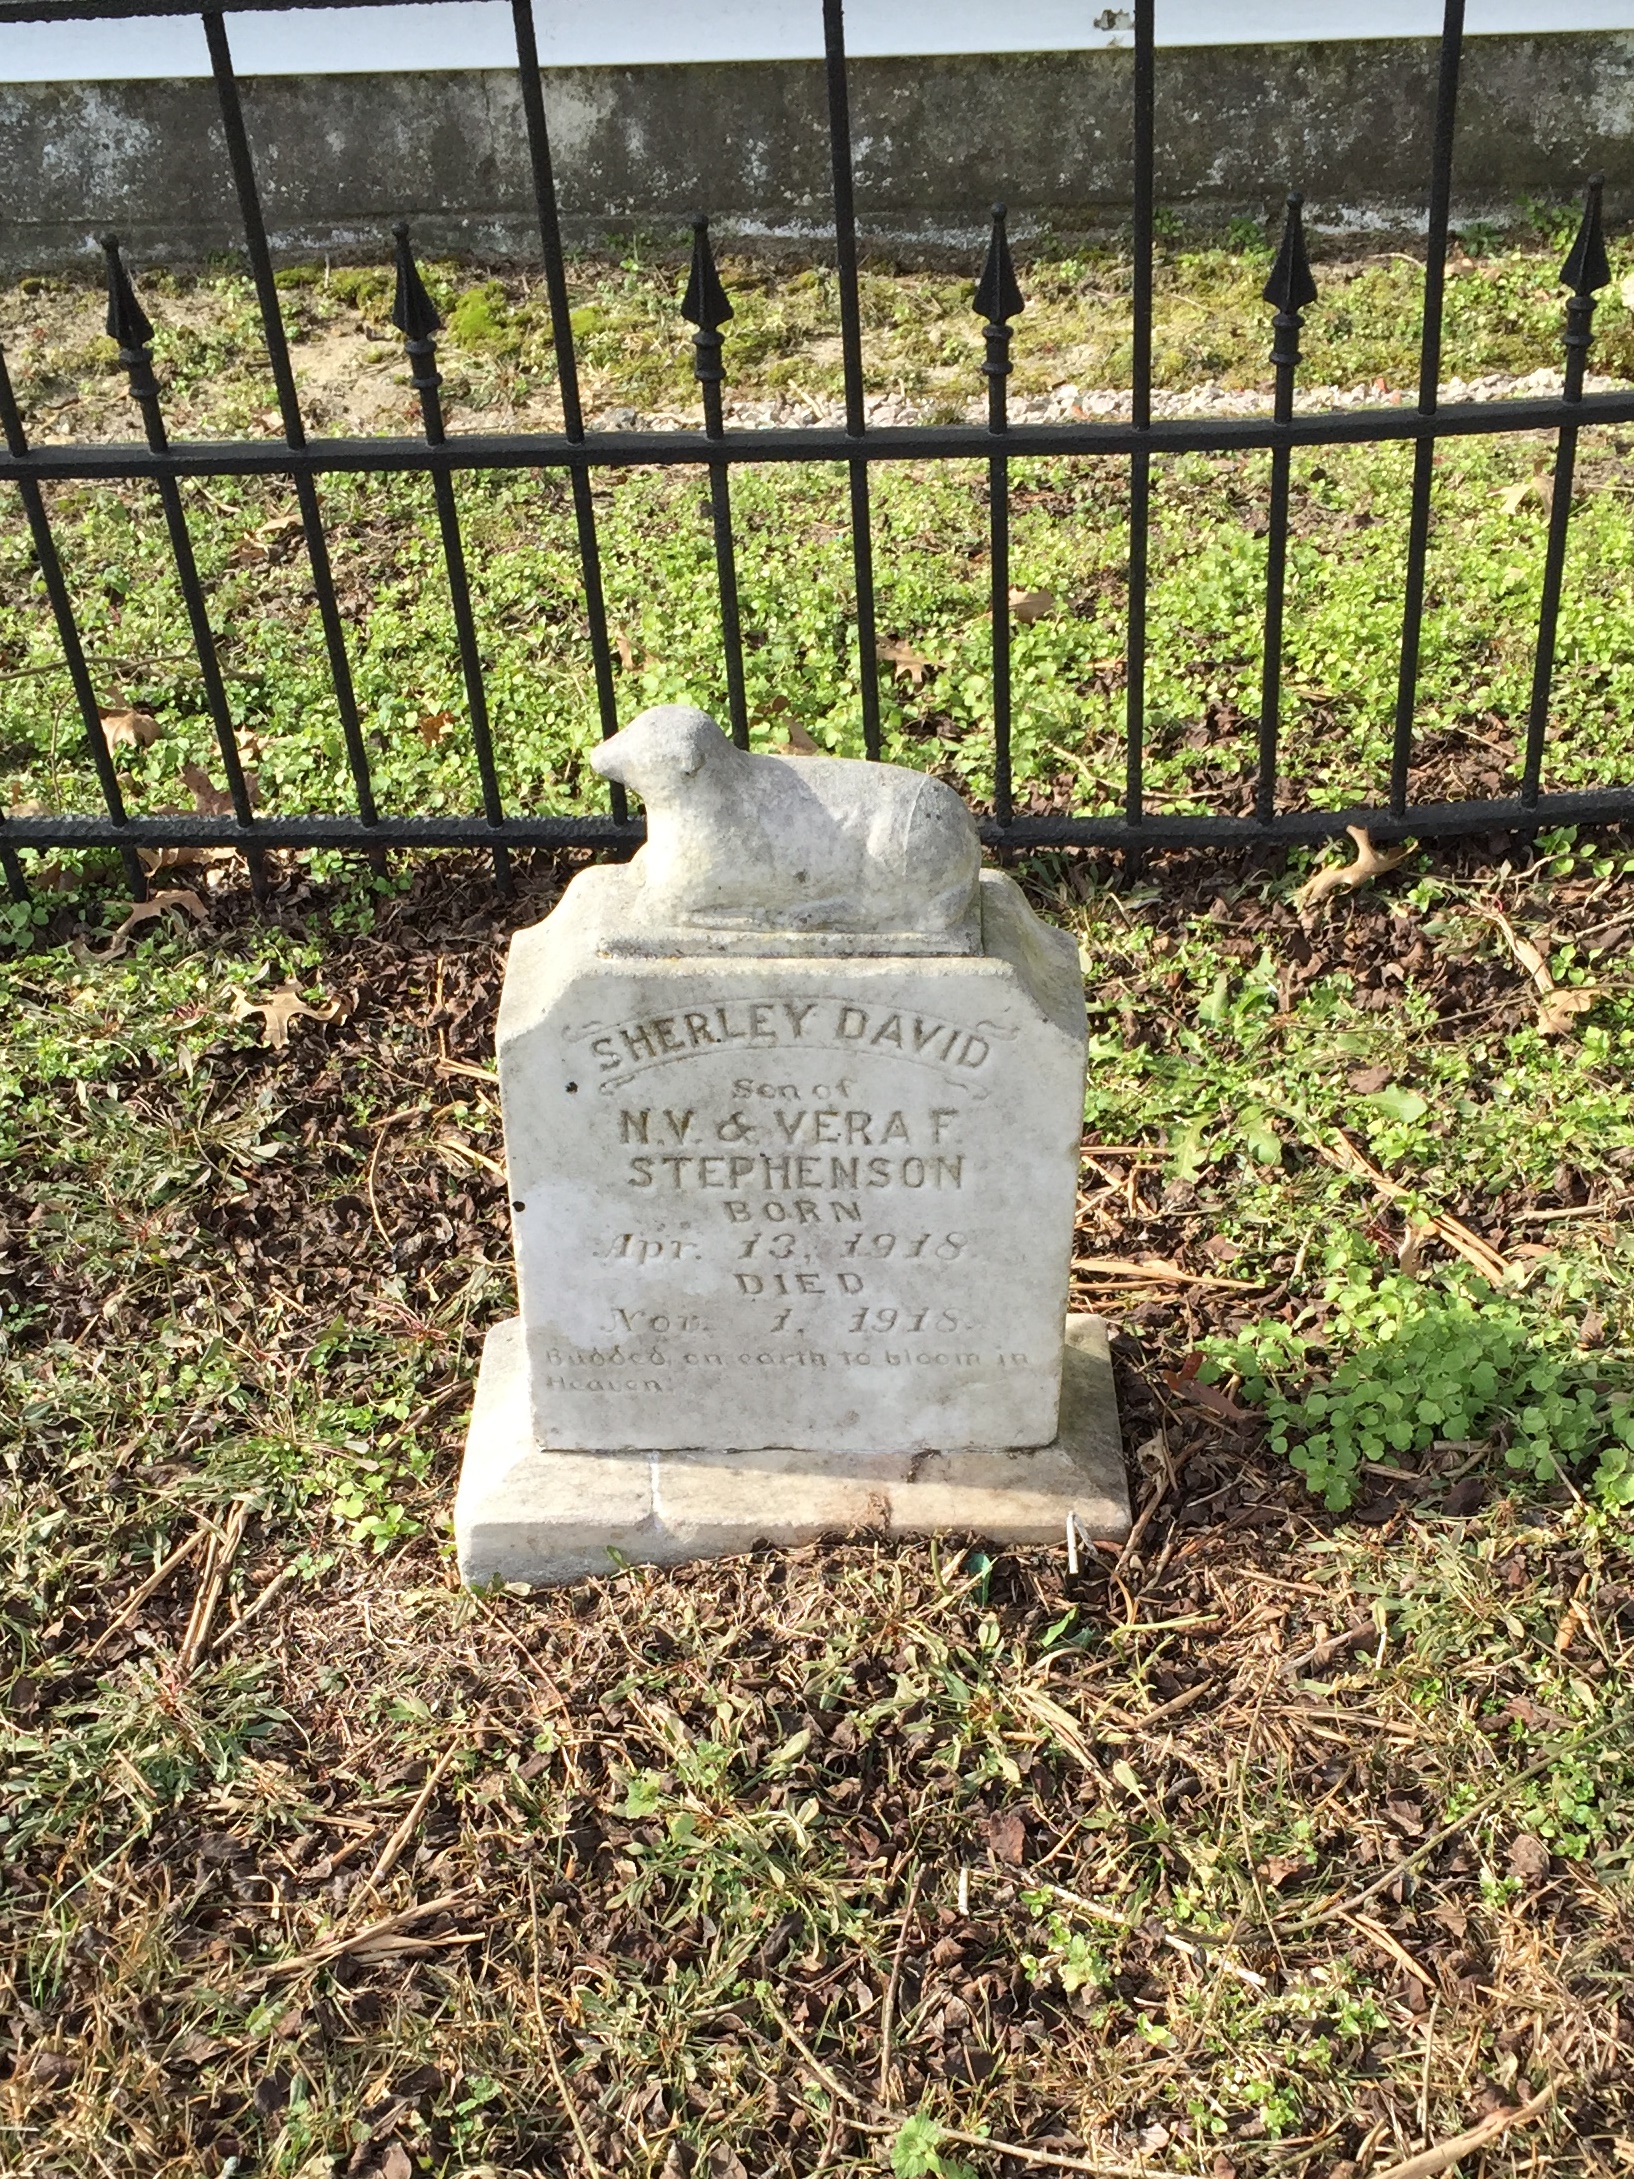 SHERLEY DAVID
Son of
N.V. & VERA F.
STEPHENSON
BORN
Apr. 13, 1918.
DIED
Nov. 1, 1918.
Budded on earth to bloom in
Heaven.